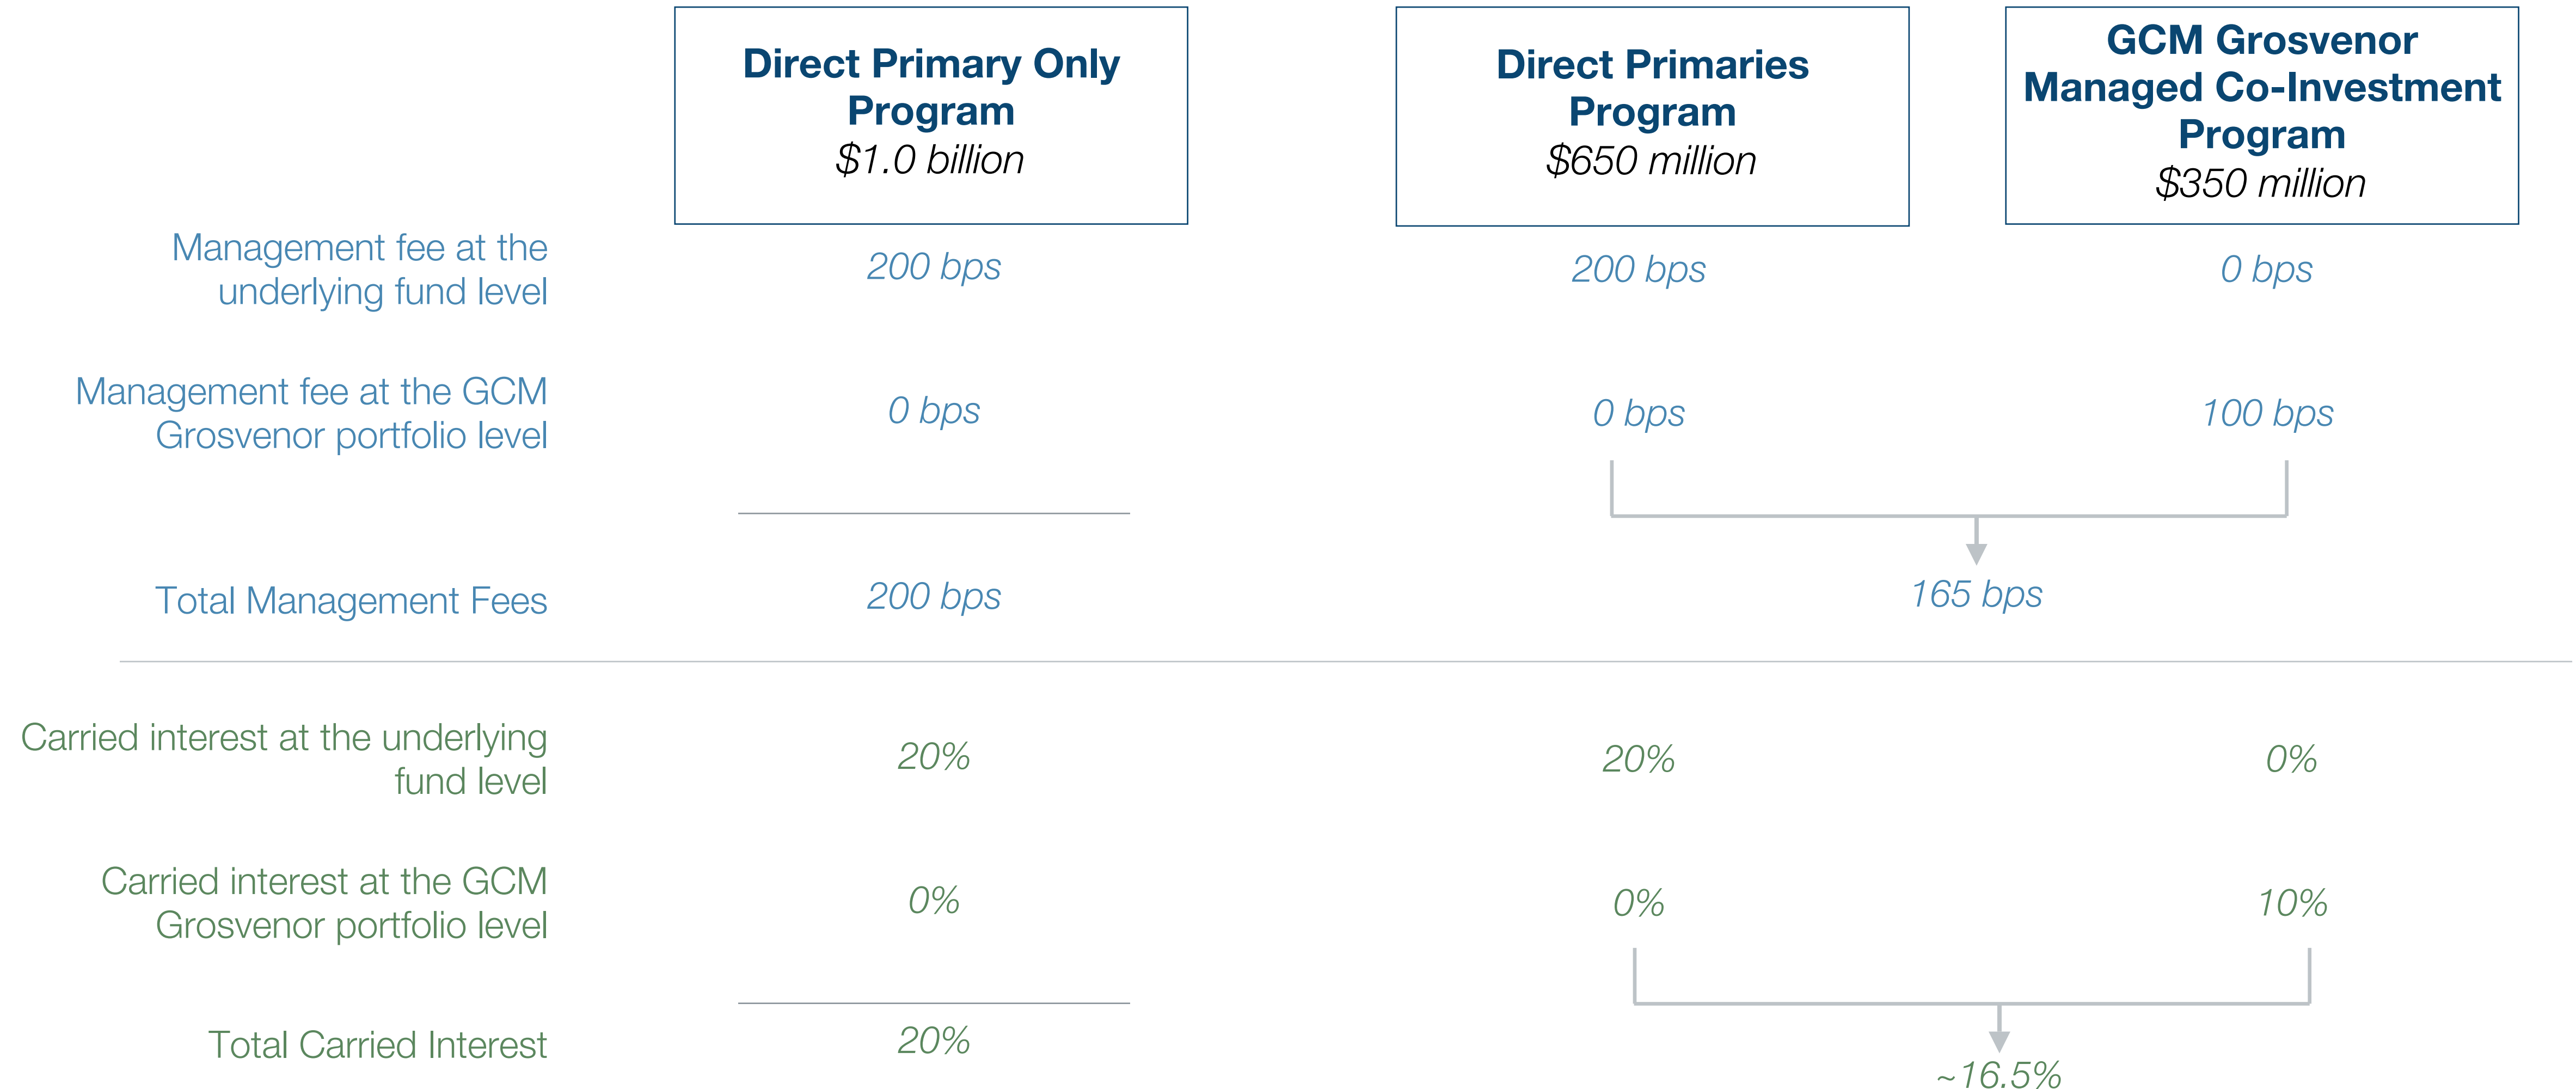 Direct Primary Only
Program
$1.0 billion
Direct Primaries
Program
$650 million
GCM Grosvenor
Managed Co-Investment
Program
$350 million
Management fee at the
underlying fund level
200 bps
200 bps
0 bps
Management fee at the GCM
Grosvenor portfolio level
0 bps
0 bps
100 bps
Total Management Fees
200 bps
165 bps
Carried interest at the underlying
fund level
20%
20%
0%
Carried interest at the GCM
Grosvenor portfolio level
0%
0%
10%
Total Carried Interest
20%
~16.5%